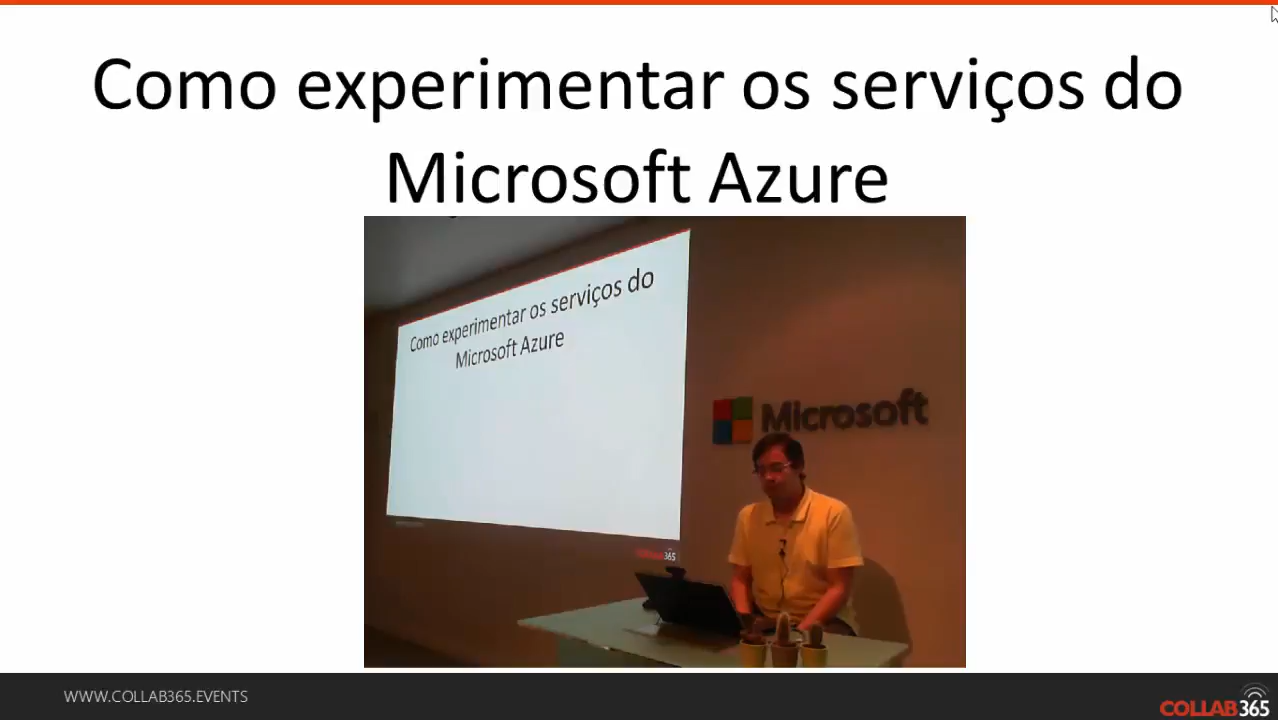 Como experimentar os serviços do
Microsoft Azure
Como experimentar os serviços do
Microsoft Azure
Microsoft
COLLAB365
WWW.COLLAB365.EVENTS
COLLAB365